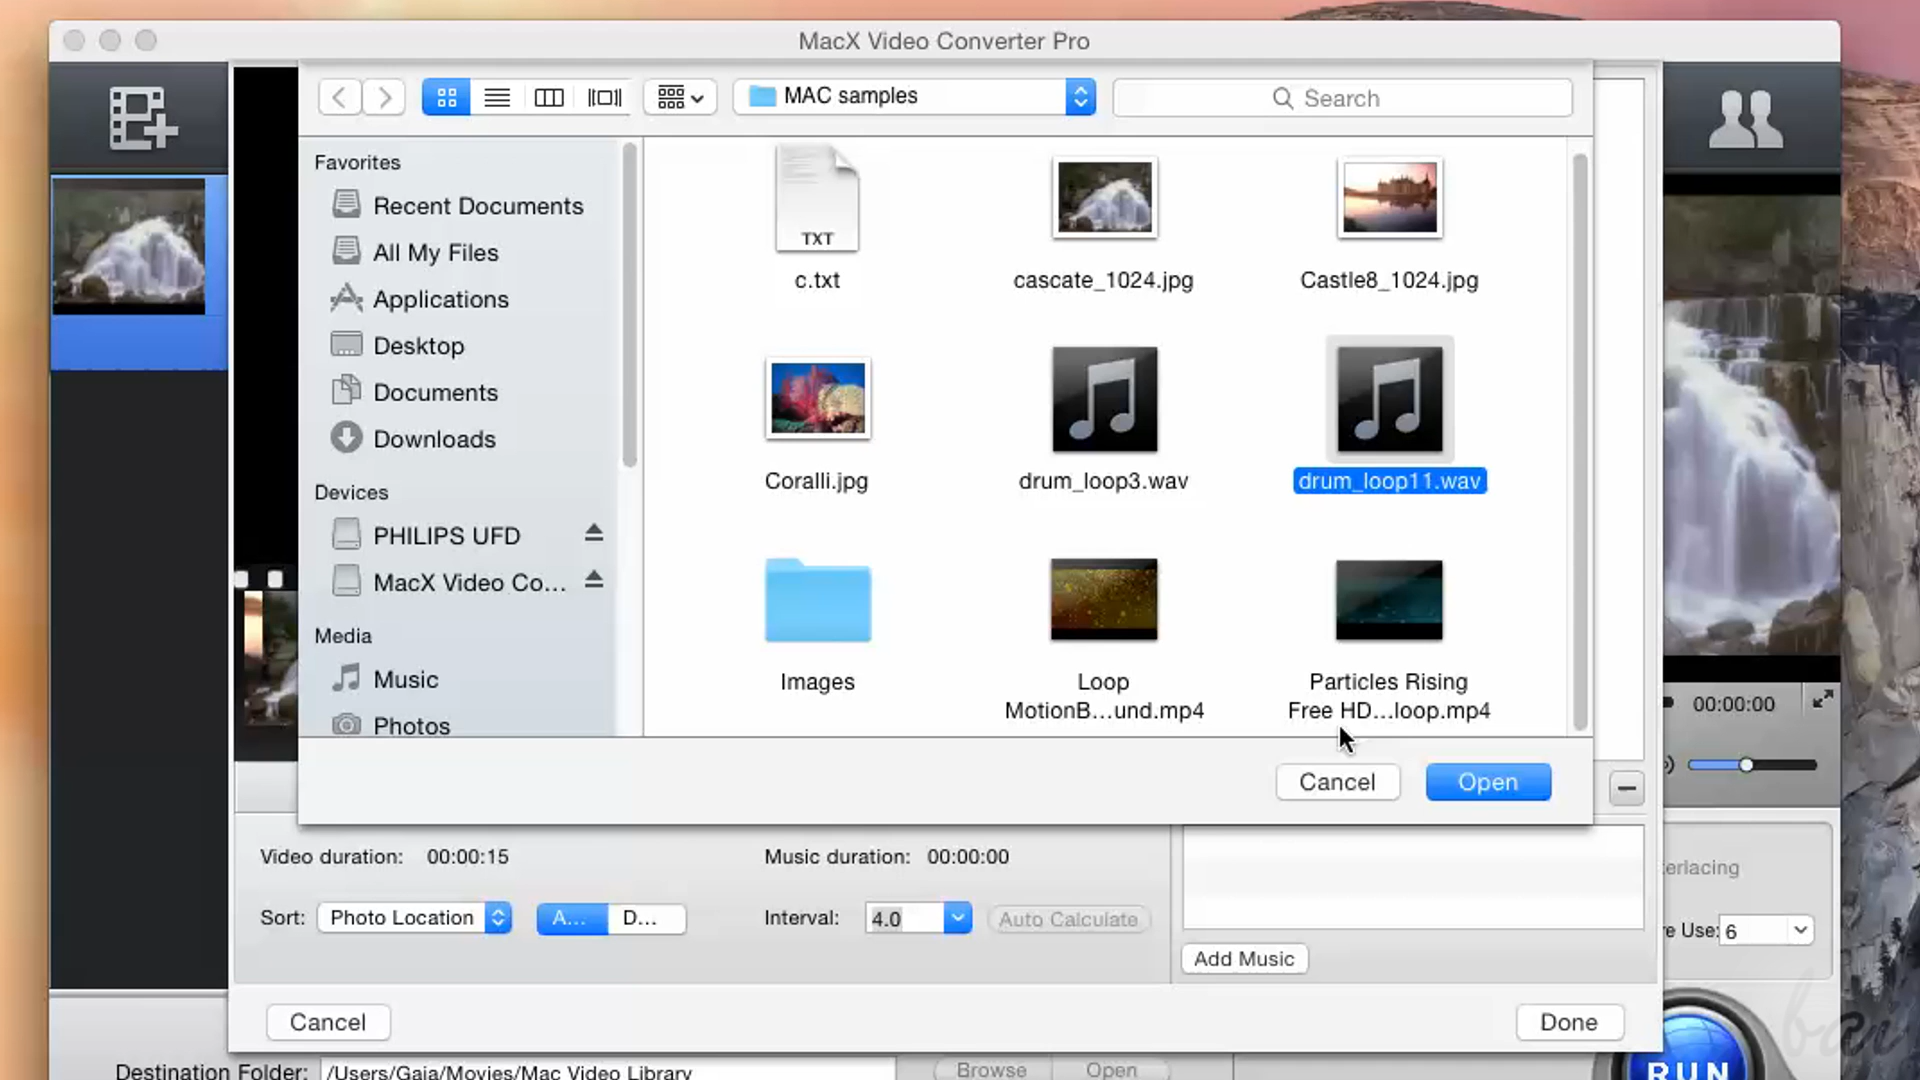 MacX Video Converter Pro
MAC samples
Search
Favorites
Recent Documents
All My Files
Applications
Desktop
Documents
Downloads
Devices
PHILIPS UFD
MacX Video Co...
Media
Music
Photos
TXT
c.txt
cascate_1024.jpg
Castle8_1024.jpg
Coralli.jpg
drum_loop3.wav
drum_loop11.wav
Images
Loop
MotionB...und.mp4
Particles Rising
Free HD...loop.mp4
Cancel
Open
00:00:00
Video duration: 00:00:15
Music duration: 00:00:00
Sort: Photo Location
A...
D...
Interval: 4.0
Auto Calculate
Add Music
erlacing
re Use: 6
Cancel
Done
Destination Folder: /Users/Gaia/Movies/Mac Video Library
Browse
Open
RUN